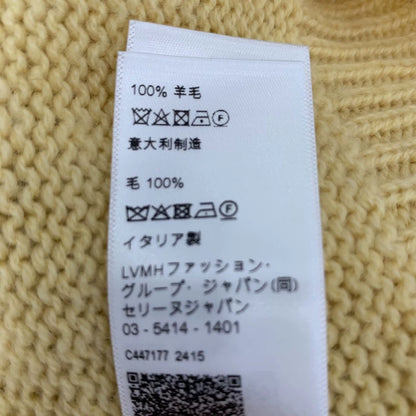 100% 羊毛
F
意大利制造
毛 100%
F
イタリア製
LVMHファッション・
グループ・ジャパン(同)
セリーヌジャパン
03 - 5414 - 1401
C447177 2415